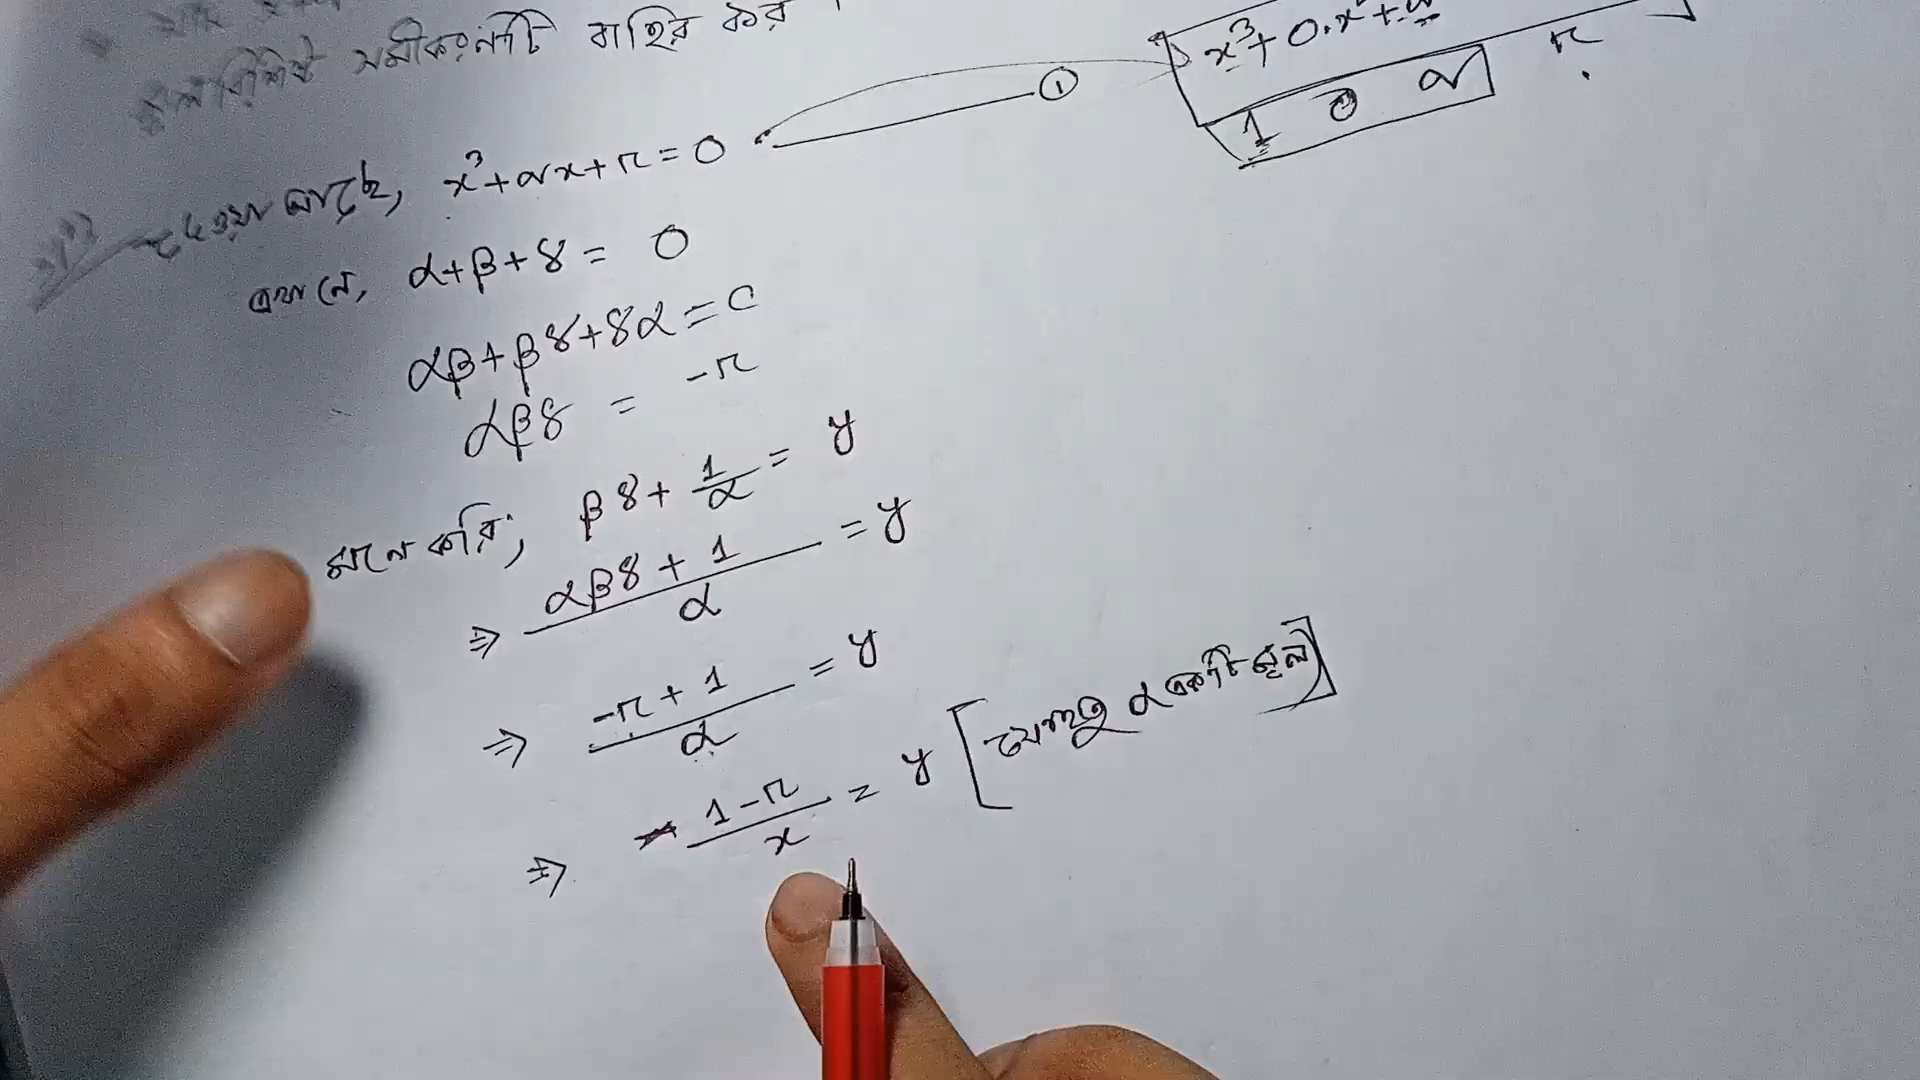 সমীকরণটি বাহির কর।
x³ + 0.x² +
1 0 q r
দেওয়া আছে, x³+qx+r=0 ①
এখানে, α+β+γ = 0
αβ+βγ+γα = C
αβγ = -r
মনে করি, βγ + 1/α = y
⇒ (αβγ + 1)/α = y
⇒ (-r + 1)/α = y
⇒ (1-r)/x = y [যেহেতু α একটি মূল]